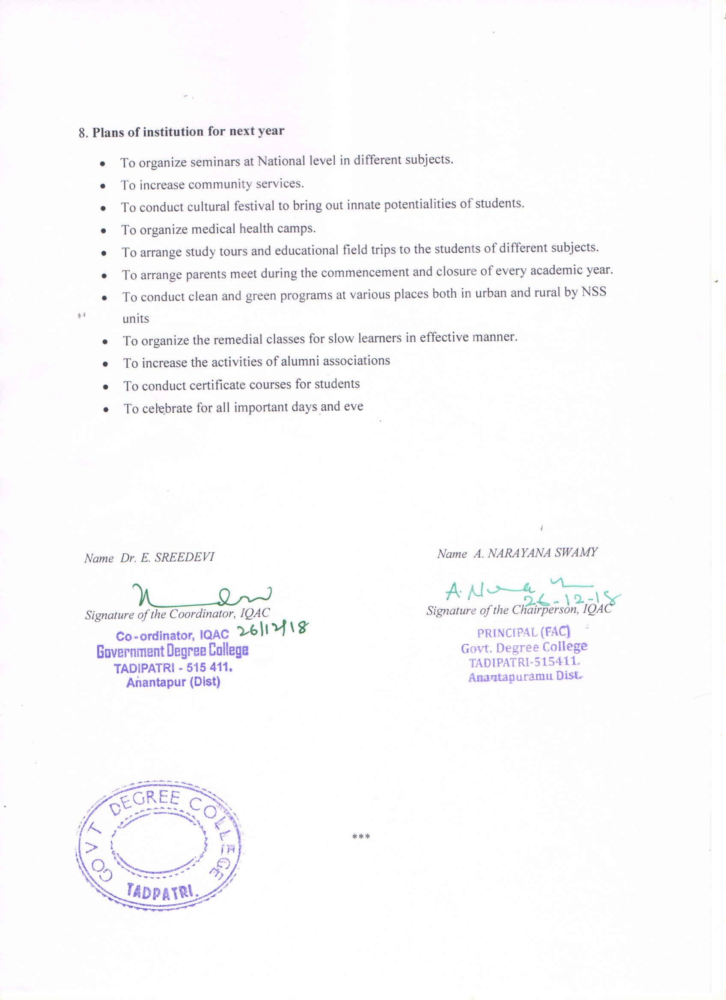 8. Plans of institution for next year
• To organize seminars at National level in different subjects.
• To increase community services.
• To conduct cultural festival to bring out innate potentialities of students.
• To organize medical health camps.
• To arrange study tours and educational field trips to the students of different subjects.
• To arrange parents meet during the commencement and closure of every academic year.
• To conduct clean and green programs at various places both in urban and rural by NSS
units
• To organize the remedial classes for slow learners in effective manner.
• To increase the activities of alumni associations
• To conduct certificate courses for students
• To celebrate for all important days and eve
Name Dr. E. SREEDEVI
Signature of the Coordinator, IQAC
26/12/18
Co-ordinator, IQAC
Government Degree College
TADIPATRI - 515 411.
Anantapur (Dist)
Name A. NARAYANA SWAMY
A. N
26-12-18
Signature of the Chairperson, IQAC
PRINCIPAL (FAC)
Govt. Degree College
TADIPATRI-515411.
Anantapuramu Dist.
GOVT DEGREE COLLEGE
TADPATRI.
***